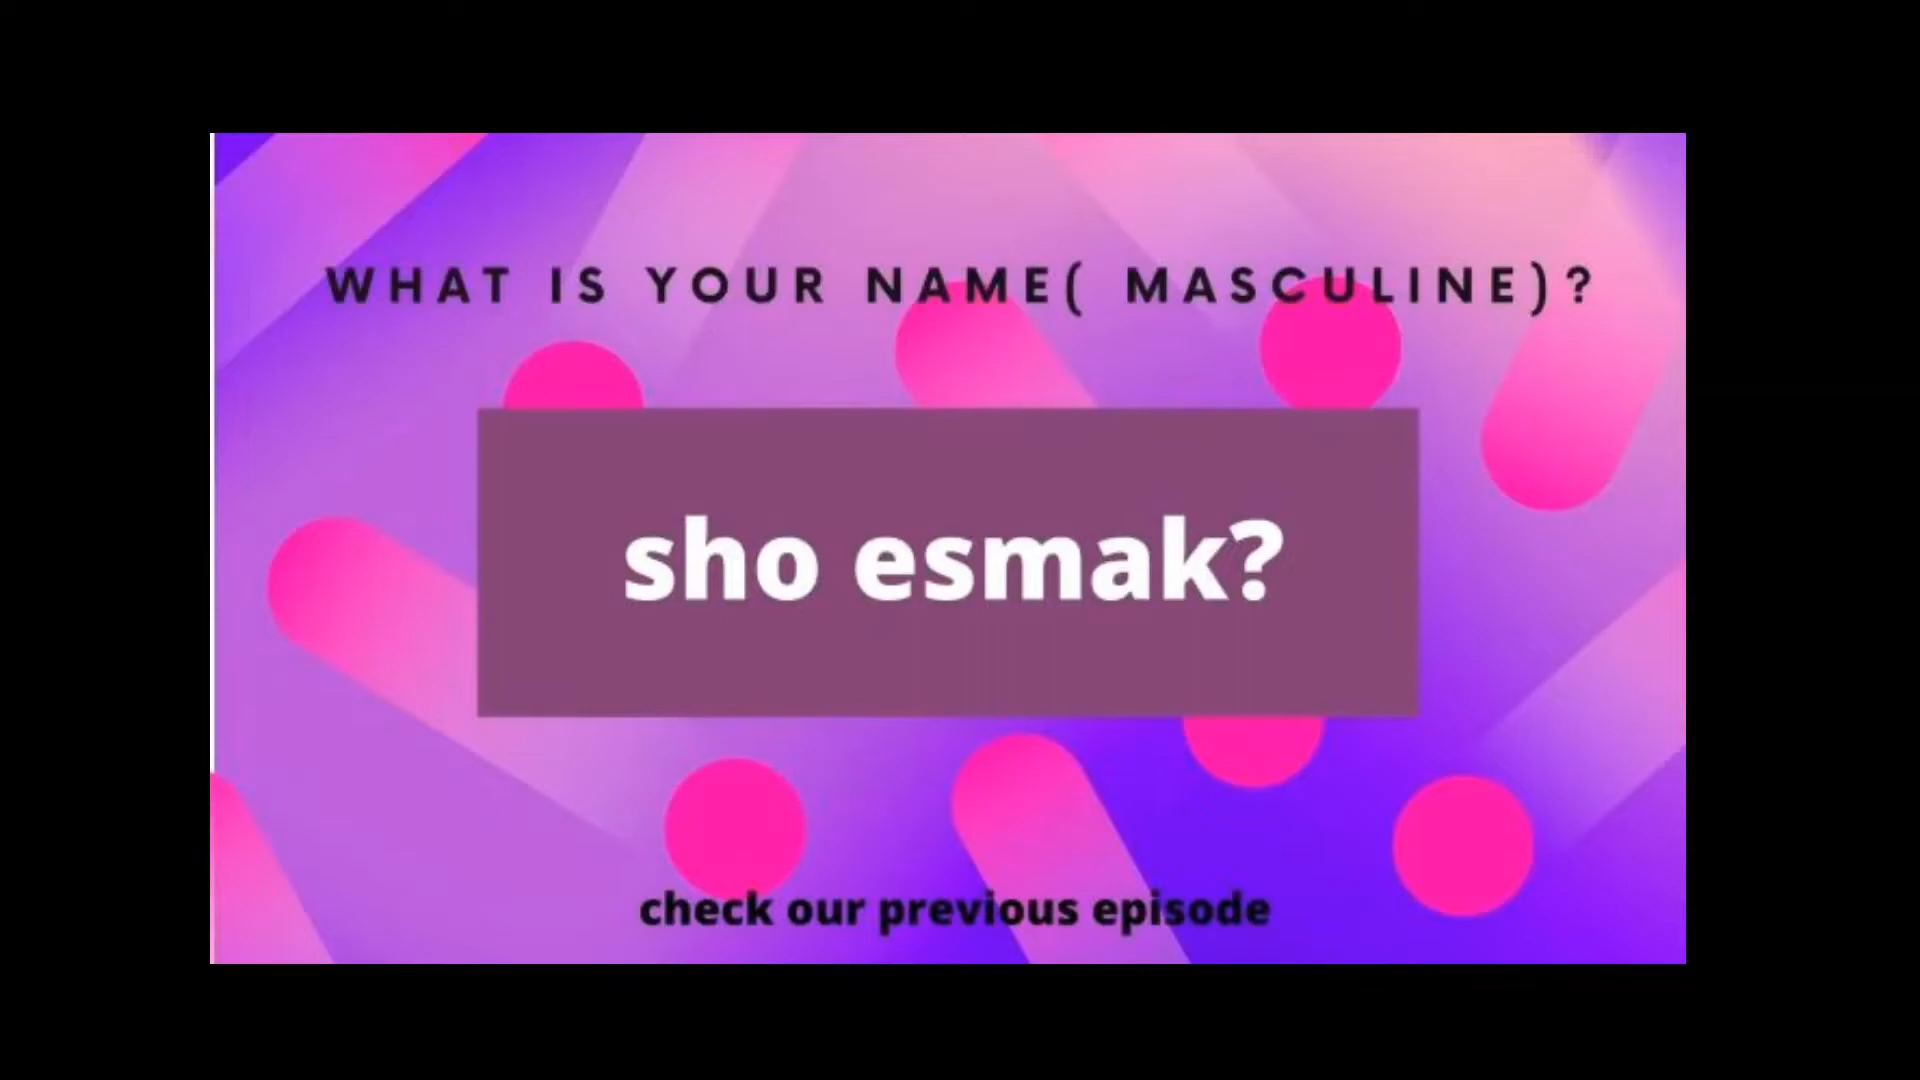 WHAT IS YOUR NAME( MASCULINE)?
sho esmak?
check our previous episode